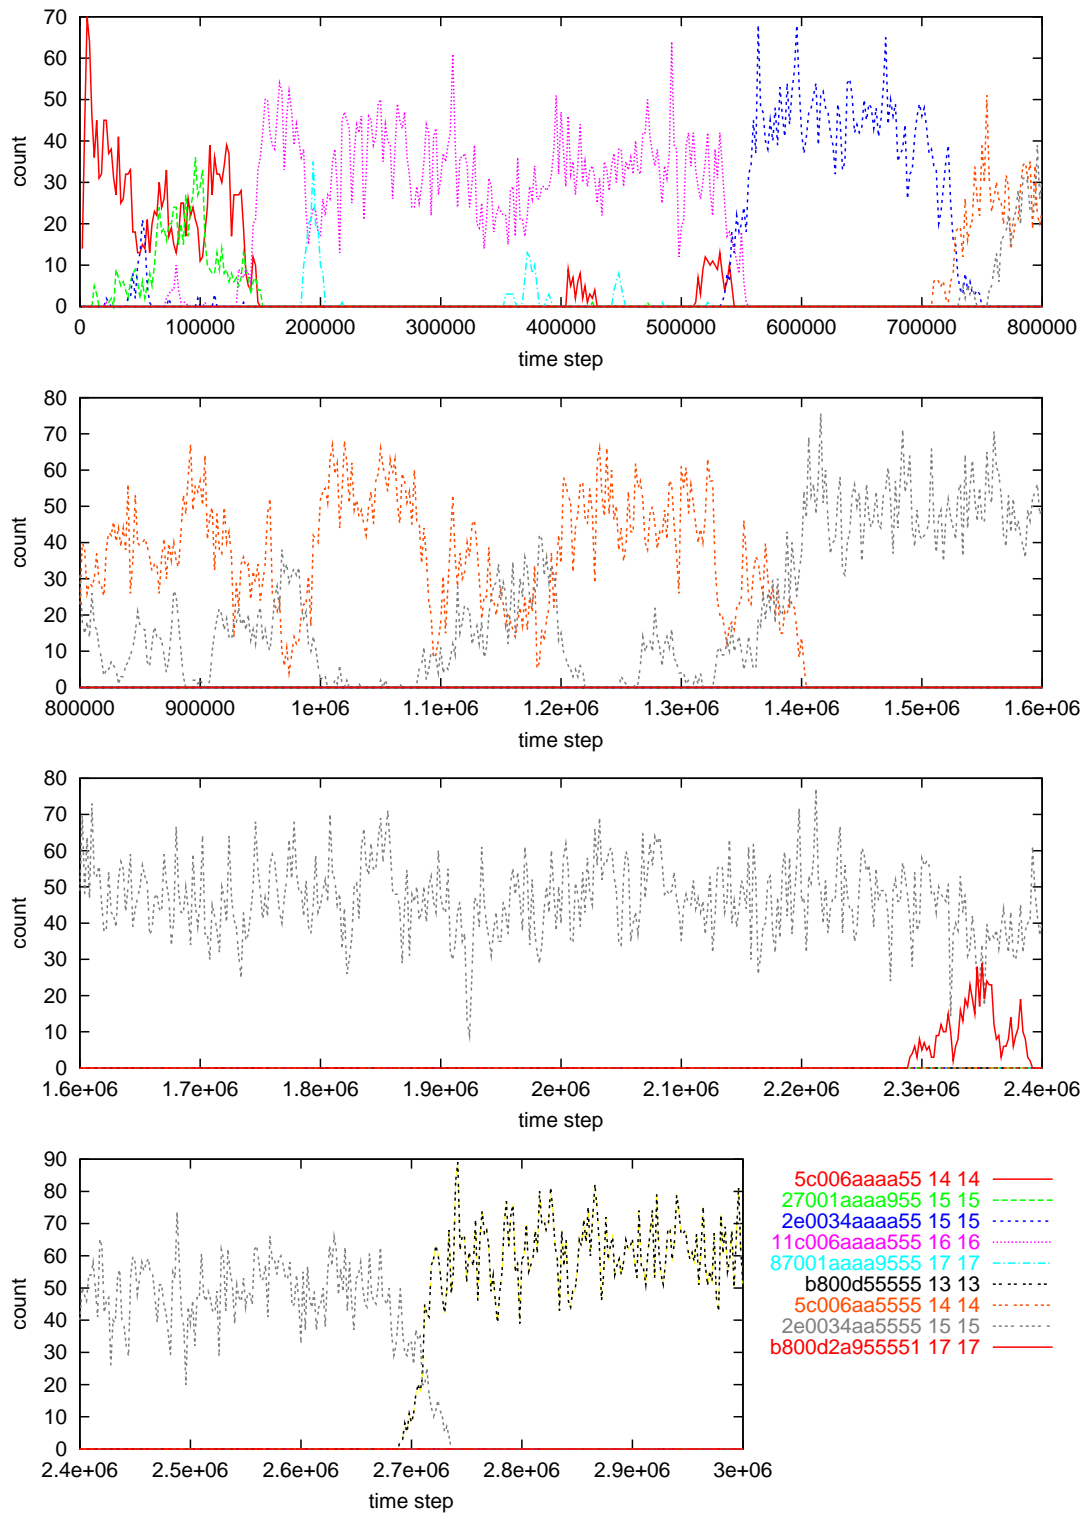 70
60
50
40
30
20
10
0
count
0 100000 200000 300000 400000 500000 600000 700000 800000
time step
80
70
60
50
40
30
20
10
0
count
800000 900000 1e+06 1.1e+06 1.2e+06 1.3e+06 1.4e+06 1.5e+06 1.6e+06
time step
80
70
60
50
40
30
20
10
0
count
1.6e+06 1.7e+06 1.8e+06 1.9e+06 2e+06 2.1e+06 2.2e+06 2.3e+06 2.4e+06
time step
90
80
70
60
50
40
30
20
10
0
count
2.4e+06 2.5e+06 2.6e+06 2.7e+06 2.8e+06 2.9e+06 3e+06
time step
5c006aaaa55 14 14
27001aaaa955 15 15
2e0034aaaa55 15 15
11c006aaaa555 16 16
87001aaaa9555 17 17
b800d55555 13 13
5c006aa5555 14 14
2e0034aa5555 15 15
b800d2a955551 17 17